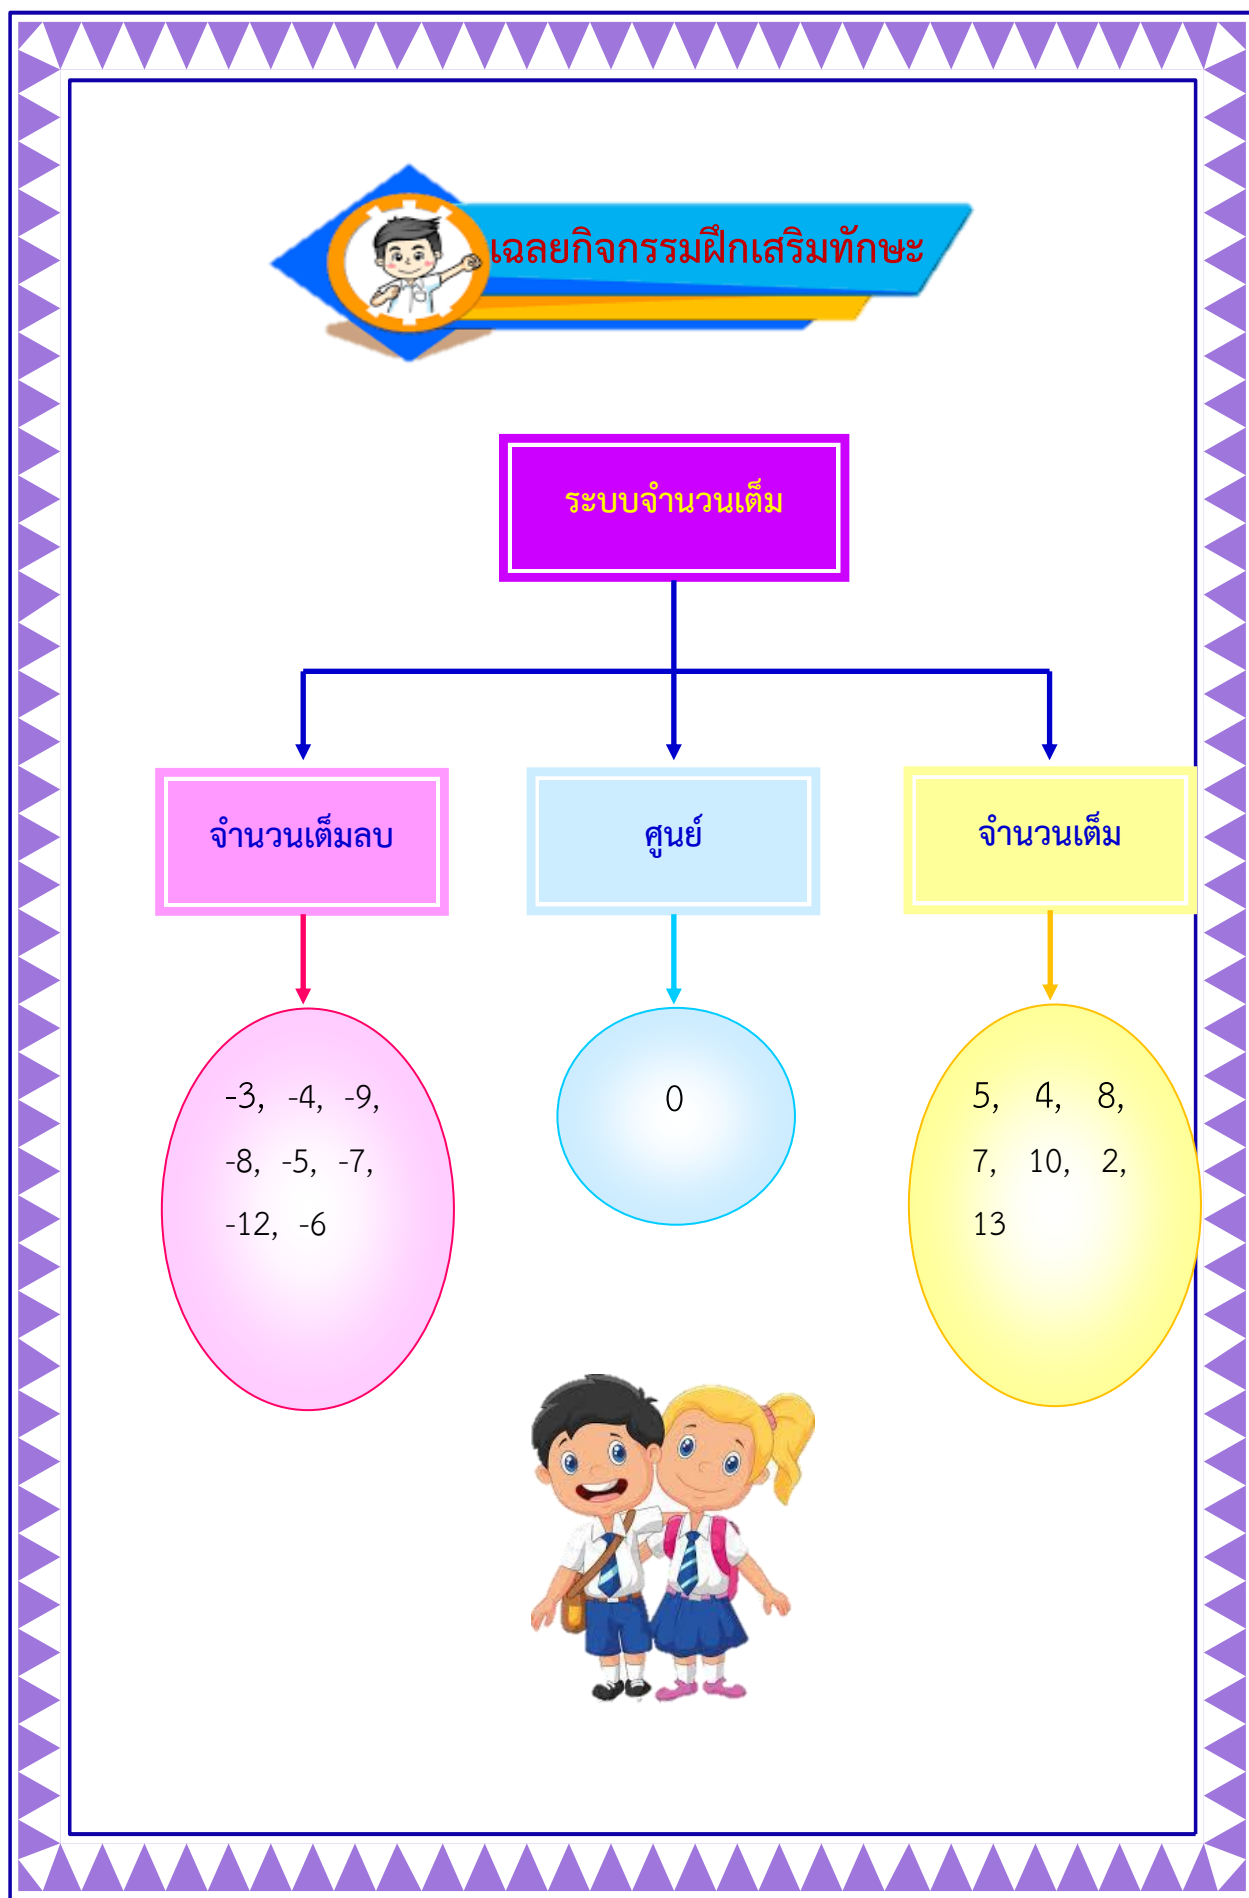 เฉลยกิจกรรมฝึกเสริมทักษะ
ระบบจำนวนเต็ม
จำนวนเต็มลบ
ศูนย์
จำนวนเต็ม
-3, -4, -9,
-8, -5, -7,
-12, -6
0
5, 4, 8,
7, 10, 2,
13